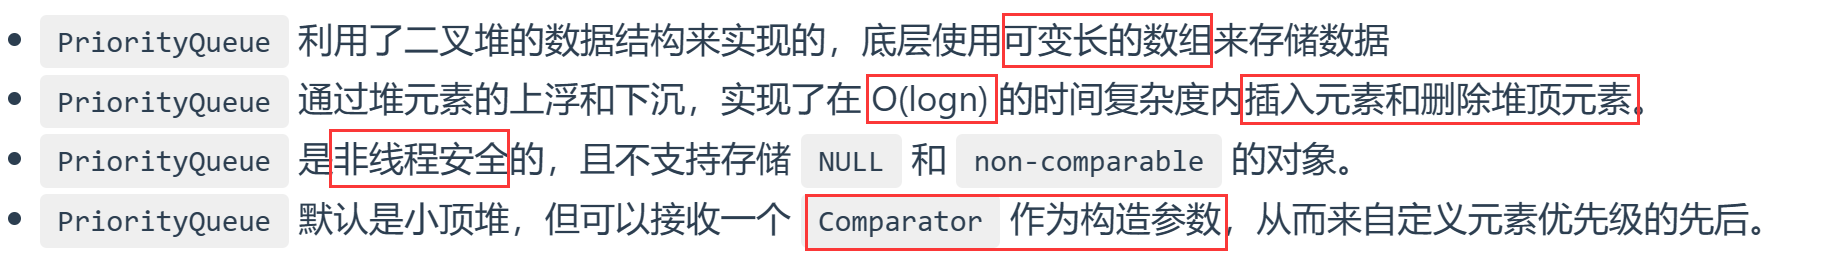 • PriorityQueue 利用了二叉堆的数据结构来实现的，底层使用可变长的数组来存储数据
• PriorityQueue 通过堆元素的上浮和下沉，实现了在 O(logn) 的时间复杂度内插入元素和删除堆顶元素。
• PriorityQueue 是非线程安全的，且不支持存储 NULL 和 non-comparable 的对象。
• PriorityQueue 默认是小顶堆，但可以接收一个 Comparator 作为构造参数，从而来自定义元素优先级的先后。